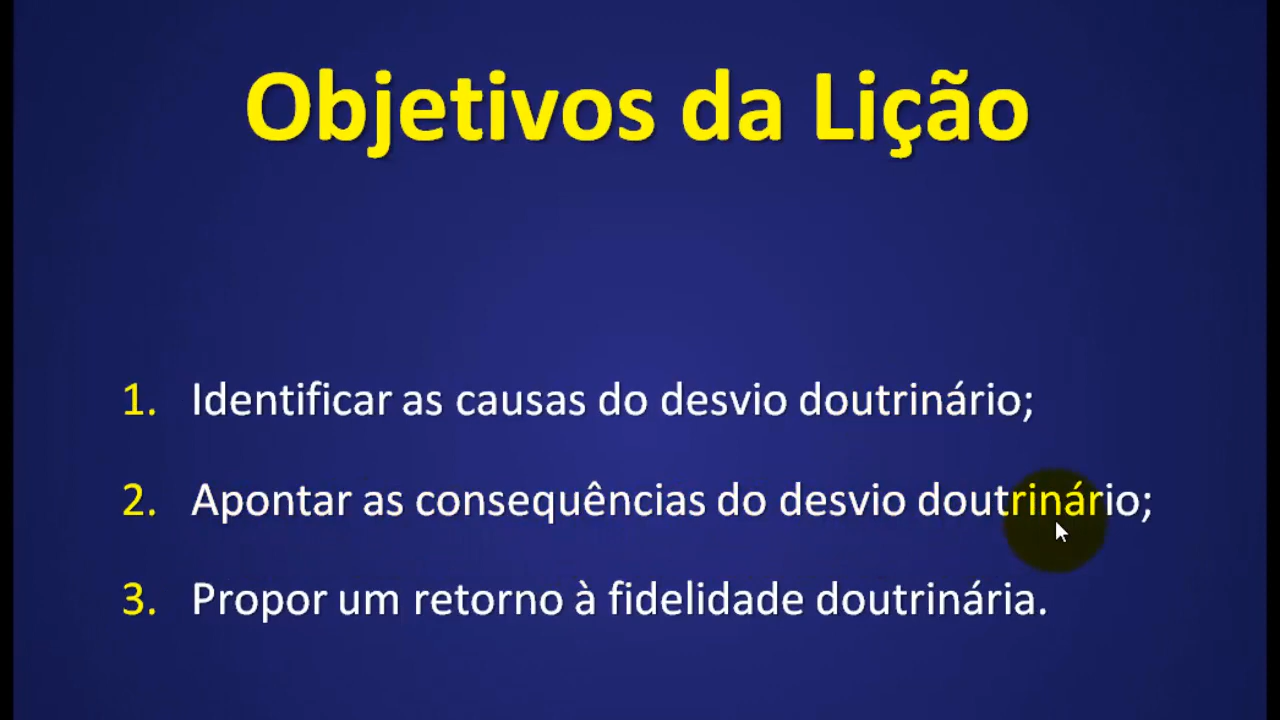 Objetivos da Lição
1. Identificar as causas do desvio doutrinário;
2. Apontar as consequências do desvio doutrinário;
3. Propor um retorno à fidelidade doutrinária.